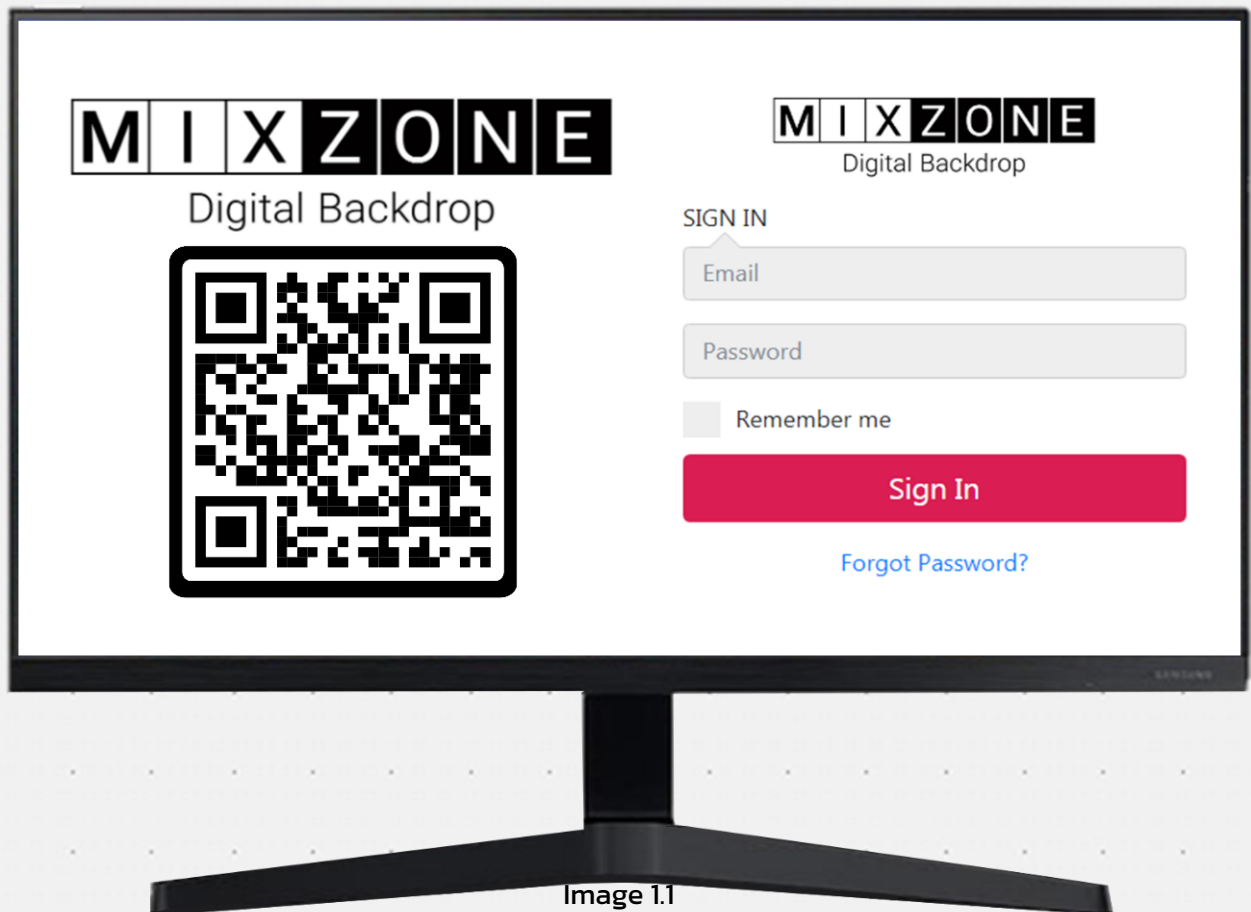 MIXZONE
Digital Backdrop
MIXZONE
Digital Backdrop
SIGN IN
Email
Password
Remember me
Sign In
Forgot Password?
SAMSUNG
Image 1.1